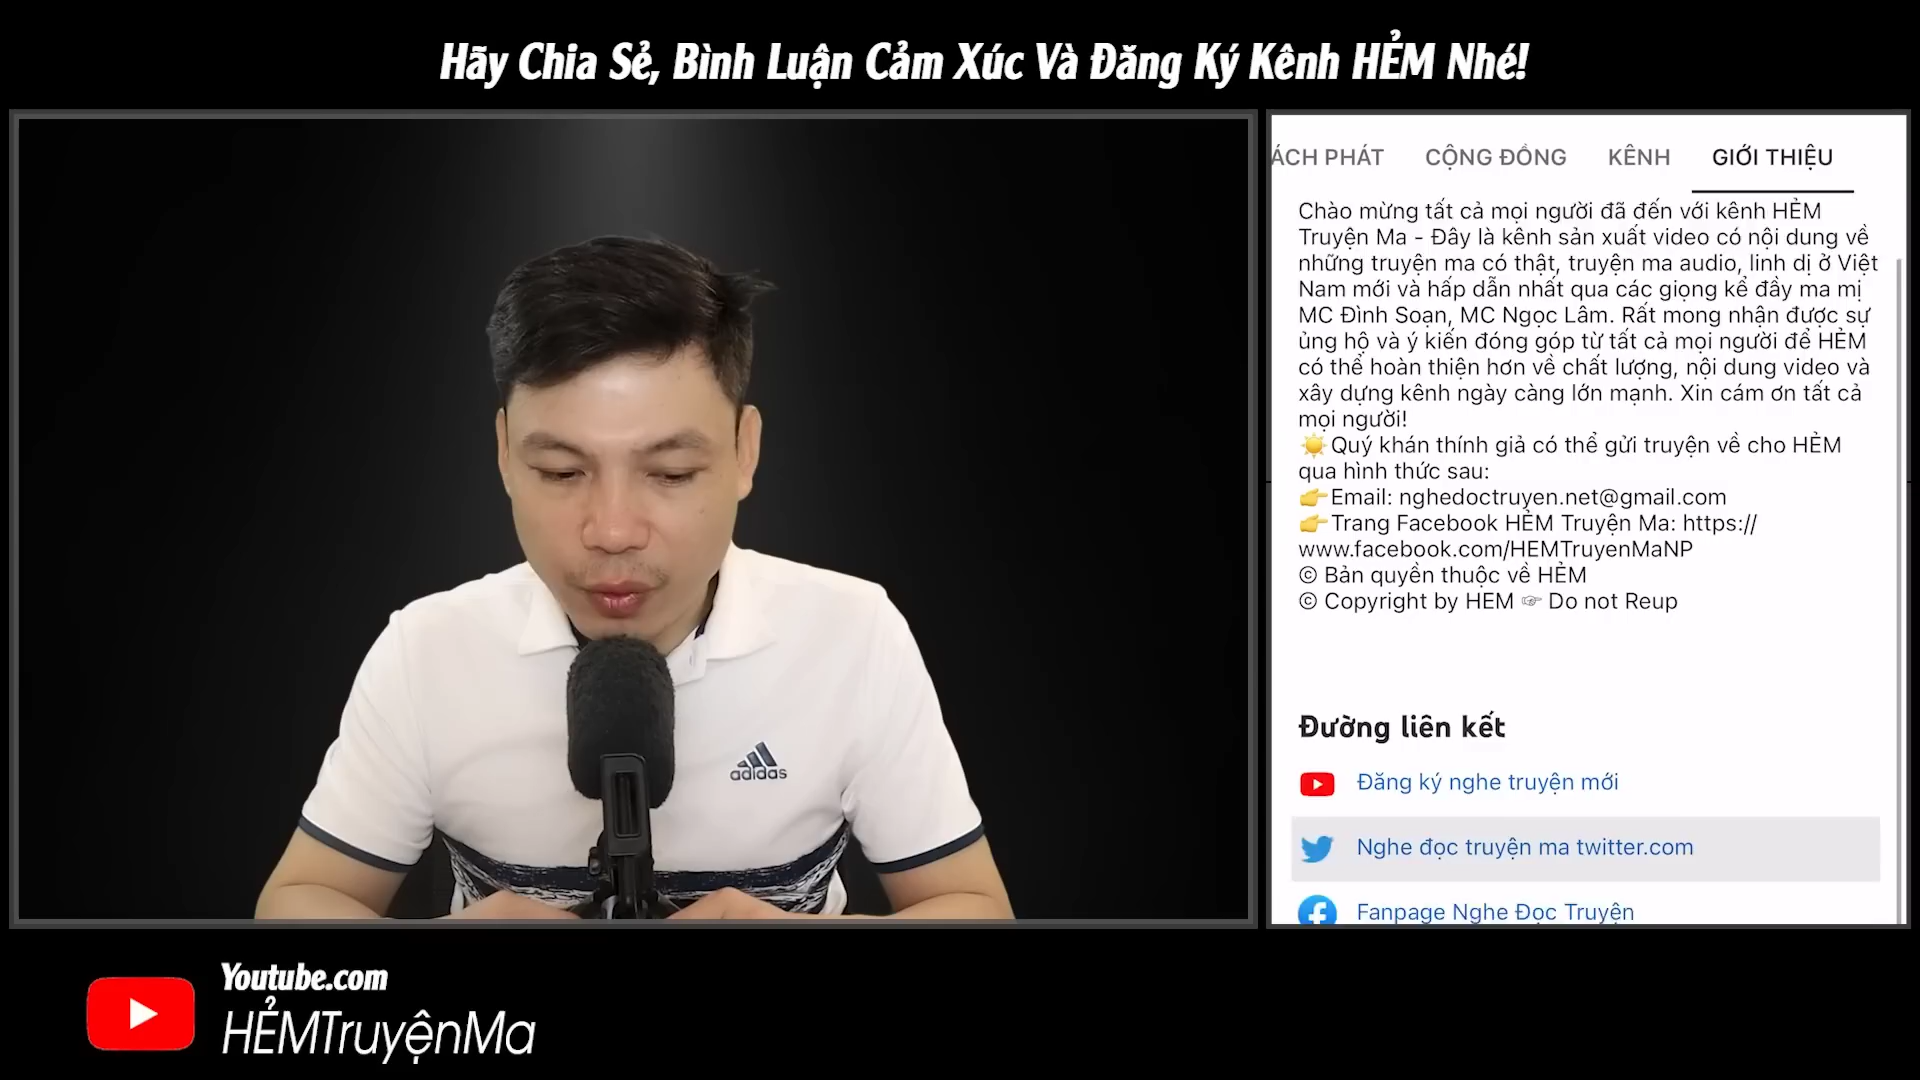 Hãy Chia Sẻ, Bình Luận Cảm Xúc Và Đăng Ký Kênh HẺM Nhé!
ÁCH PHÁT CỘNG ĐỒNG KÊNH GIỚI THIỆU
Chào mừng tất cả mọi người đã đến với kênh HẺM
Truyện Ma - Đây là kênh sản xuất video có nội dung về
những truyện ma có thật, truyện ma audio, linh dị ở Việt
Nam mới và hấp dẫn nhất qua các giọng kể đầy ma mị
MC Đình Soạn, MC Ngọc Lâm. Rất mong nhận được sự
ủng hộ và ý kiến đóng góp từ tất cả mọi người để HẺM
có thể hoàn thiện hơn về chất lượng, nội dung video và
xây dựng kênh ngày càng lớn mạnh. Xin cám ơn tất cả
mọi người!
☀️Quý khán thính giả có thể gửi truyện về cho HẺM
qua hình thức sau:
👉Email: nghedoctruyen.net@gmail.com
👉Trang Facebook HẺM Truyện Ma: https://
www.facebook.com/HEMTruyenMaNP
© Bản quyền thuộc về HẺM
© Copyright by HEM ☞ Do not Reup
Đường liên kết
Đăng ký nghe truyện mới
Nghe đọc truyện ma twitter.com
Fanpage Nghe Đọc Truyện
adidas
Youtube.com
HẺMTruyệnMa